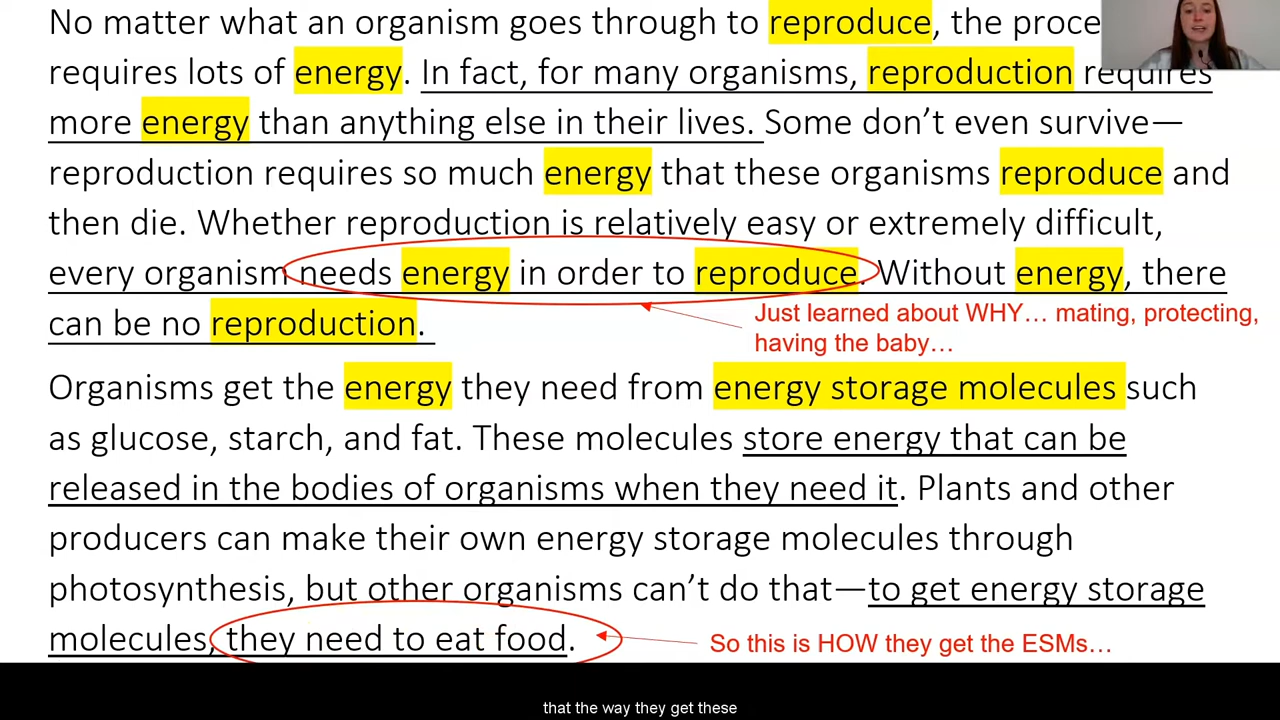 No matter what an organism goes through to reproduce, the proce
requires lots of energy. In fact, for many organisms, reproduction requires
more energy than anything else in their lives. Some don’t even survive—
reproduction requires so much energy that these organisms reproduce and
then die. Whether reproduction is relatively easy or extremely difficult,
every organism needs energy in order to reproduce. Without energy, there
can be no reproduction.
Just learned about WHY… mating, protecting,
having the baby…
Organisms get the energy they need from energy storage molecules such
as glucose, starch, and fat. These molecules store energy that can be
released in the bodies of organisms when they need it. Plants and other
producers can make their own energy storage molecules through
photosynthesis, but other organisms can’t do that—to get energy storage
molecules, they need to eat food.
So this is HOW they get the ESMs…
that the way they get these